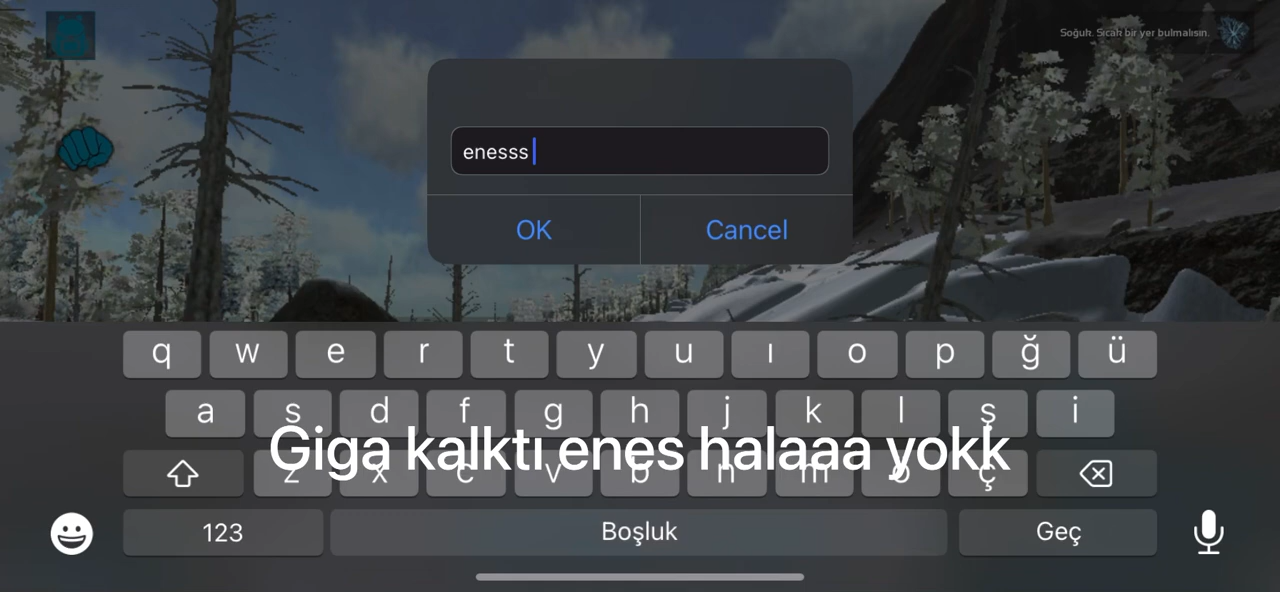 Soğuk. Sıcak bir yer bulmalısın.
enesss
OK
Cancel
q w e r t y u ı o p ğ ü
a s d f g h j k l ş i
Giga kalktı enes halaaa yokk
z x c v b n m ö ç
123
Boşluk
Geç